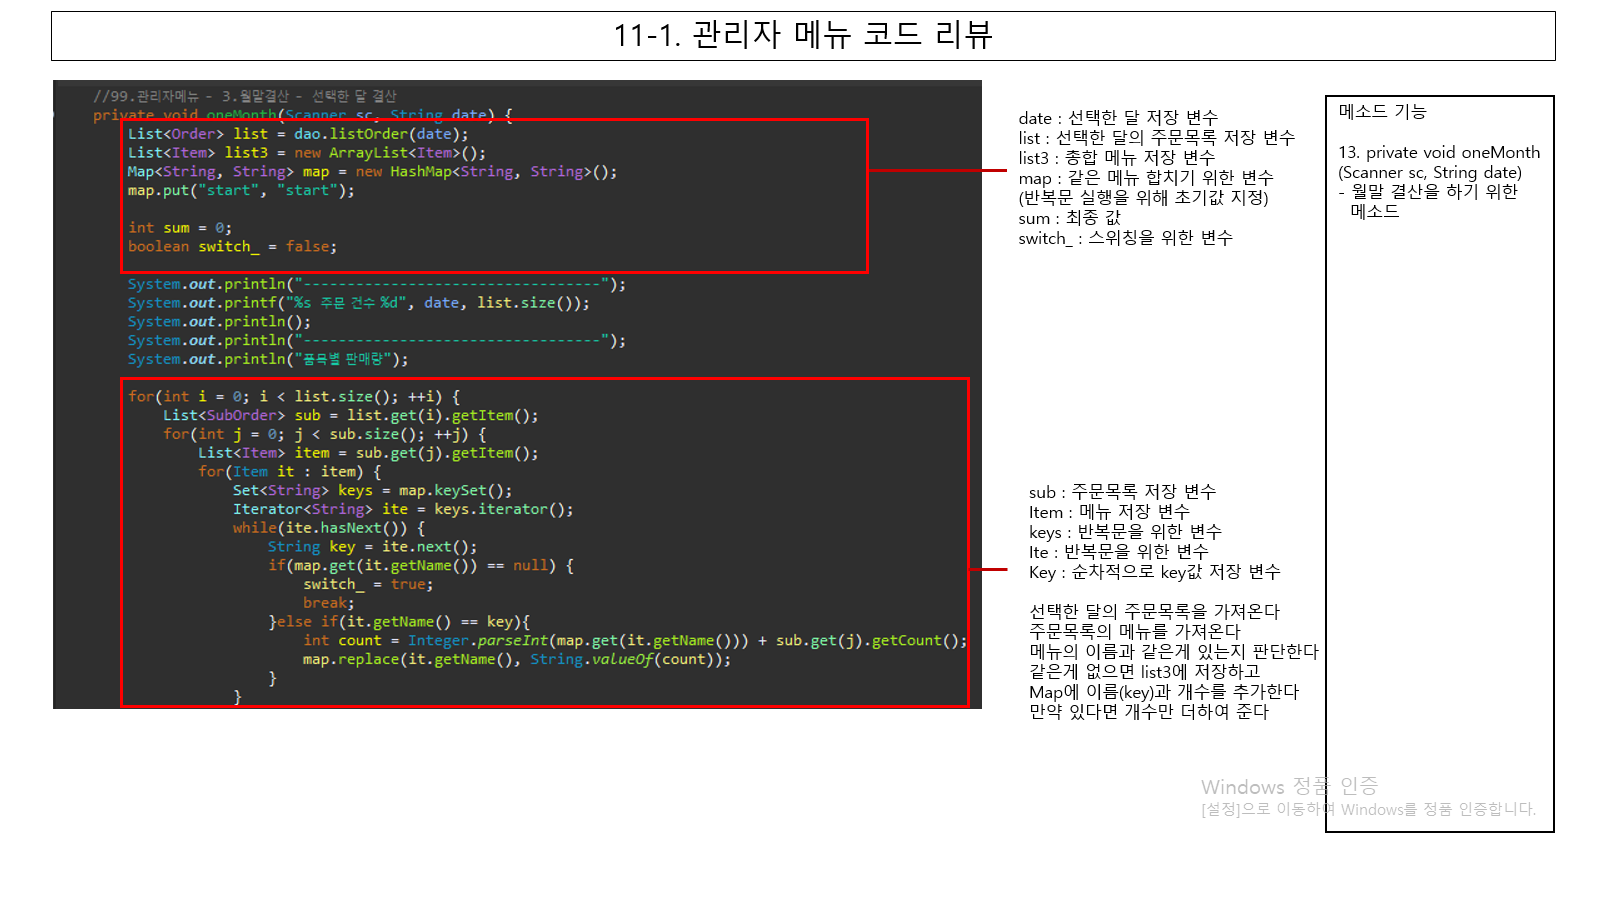 11-1. 관리자 메뉴 코드 리뷰
//99.관리자메뉴 - 3.월말결산 - 선택한 달 결산
private void oneMonth(Scanner sc, String date) {
List<Order> list = dao.listOrder(date);
List<Item> list3 = new ArrayList<Item>();
Map<String, String> map = new HashMap<String, String>();
map.put("start", "start");
int sum = 0;
boolean switch_ = false;
System.out.println("----------------------------------");
System.out.printf("%s 주문 건수 %d", date, list.size());
System.out.println();
System.out.println("----------------------------------");
System.out.println("품목별 판매량");
for(int i = 0; i < list.size(); ++i) {
List<SubOrder> sub = list.get(i).getItem();
for(int j = 0; j < sub.size(); ++j) {
List<Item> item = sub.get(j).getItem();
for(Item it : item) {
Set<String> keys = map.keySet();
Iterator<String> ite = keys.iterator();
while(ite.hasNext()) {
String key = ite.next();
if(map.get(it.getName()) == null) {
switch_ = true;
break;
}else if(it.getName() == key){
int count = Integer.parseInt(map.get(it.getName())) + sub.get(j).getCount();
map.replace(it.getName(), String.valueOf(count));
}
}
date : 선택한 달 저장 변수
list : 선택한 달의 주문목록 저장 변수
list3 : 총합 메뉴 저장 변수
map : 같은 메뉴 합치기 위한 변수
(반복문 실행을 위해 초기값 지정)
sum : 최종 값
switch_ : 스위칭을 위한 변수
sub : 주문목록 저장 변수
Item : 메뉴 저장 변수
keys : 반복문을 위한 변수
Ite : 반복문을 위한 변수
Key : 순차적으로 key값 저장 변수
선택한 달의 주문목록을 가져온다
주문목록의 메뉴를 가져온다
메뉴의 이름과 같은게 있는지 판단한다
같은게 없으면 list3에 저장하고
Map에 이름(key)과 개수를 추가한다
만약 있다면 개수만 더하여 준다
메소드 기능
13. private void oneMonth
(Scanner sc, String date)
- 월말 결산을 하기 위한
메소드
Windows 정품 인증
[설정]으로 이동하여 Windows를 정품 인증합니다.